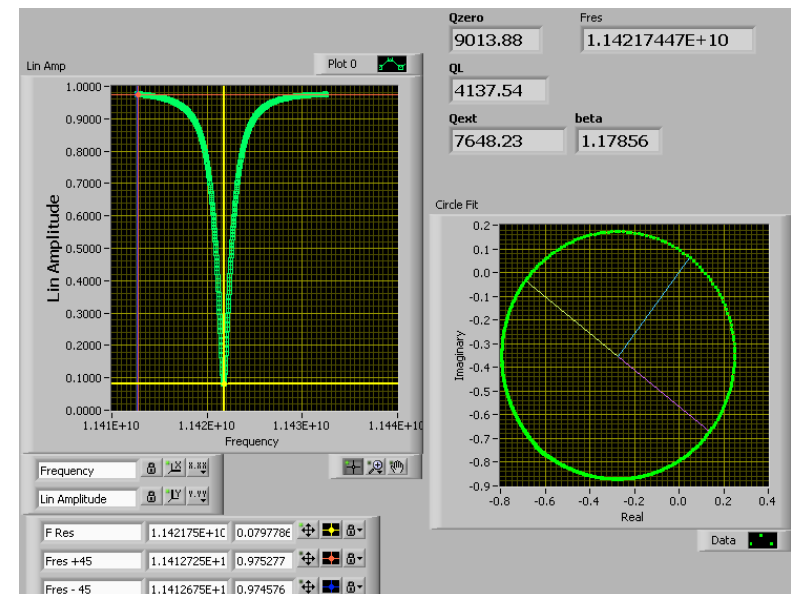 Qzero Fres
9013.88 1.14217447E+10
Lin Amp Plot 0
QL
4137.54
Qext beta
7648.23 1.17856
1.0000
0.9000
0.8000
0.7000
0.6000
0.5000
0.4000
0.3000
0.2000
0.1000
0.0000
Lin Amplitude
1.141E+10 1.142E+10 1.143E+10 1.144E+10
Frequency
Circle Fit
0.2
0.1
0.0
-0.1
-0.2
-0.3
-0.4
-0.5
-0.6
-0.7
-0.8
-0.9
Imaginary
-0.8 -0.6 -0.4 -0.2 0.0 0.2 0.4
Real
Data
Frequency X X.XX
Lin Amplitude Y Y.YY
F Res 1.142175E+10 0.0797786
Fres +45 1.1412725E+1 0.975277
Fres - 45 1.1412675E+1 0.974576